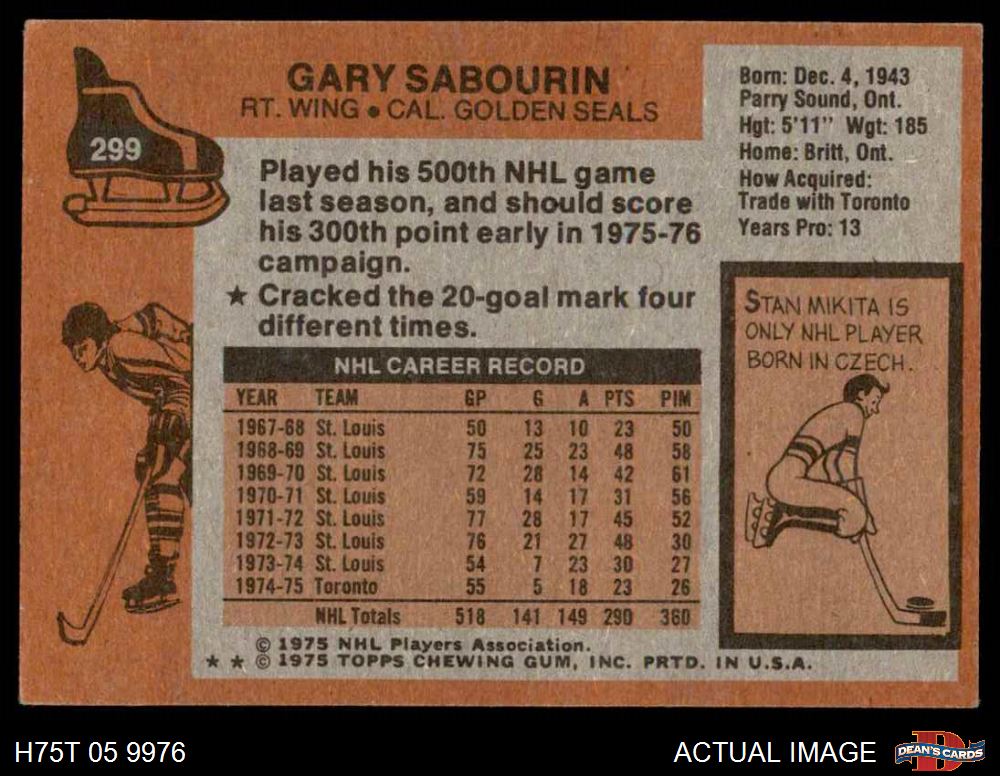 299
GARY SABOURIN
RT. WING ● CAL. GOLDEN SEALS
Born: Dec. 4, 1943
Parry Sound, Ont.
Hgt: 5'11" Wgt: 185
Home: Britt, Ont.
How Acquired:
Trade with Toronto
Years Pro: 13
Played his 500th NHL game
last season, and should score
his 300th point early in 1975-76
campaign.
★ Cracked the 20-goal mark four
different times.
STAN MIKITA IS
ONLY NHL PLAYER
BORN IN CZECH.
NHL CAREER RECORD
YEAR TEAM GP G A PTS PIM
1967-68 St. Louis 50 13 10 23 50
1968-69 St. Louis 75 25 23 48 58
1969-70 St. Louis 72 28 14 42 61
1970-71 St. Louis 59 14 17 31 56
1971-72 St. Louis 77 28 17 45 52
1972-73 St. Louis 76 21 27 48 30
1973-74 St. Louis 54 7 23 30 27
1974-75 Toronto 55 5 18 23 26
NHL Totals 518 141 149 290 360
© 1975 NHL Players Association.
★ ★ © 1975 TOPPS CHEWING GUM, INC. PRTD. IN U.S.A.
H75T 05 9976
ACTUAL IMAGE
D
DEAN'S CARDS